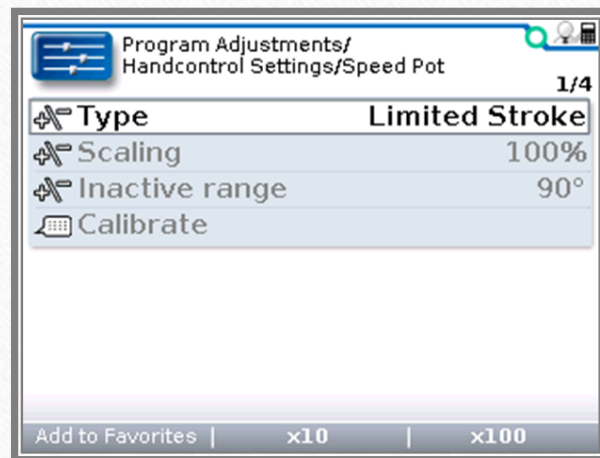 Program Adjustments/
Handcontrol Settings/Speed Pot
1/4
Type Limited Stroke
Scaling 100%
Inactive range 90°
Calibrate
Add to Favorites | x10 | x100